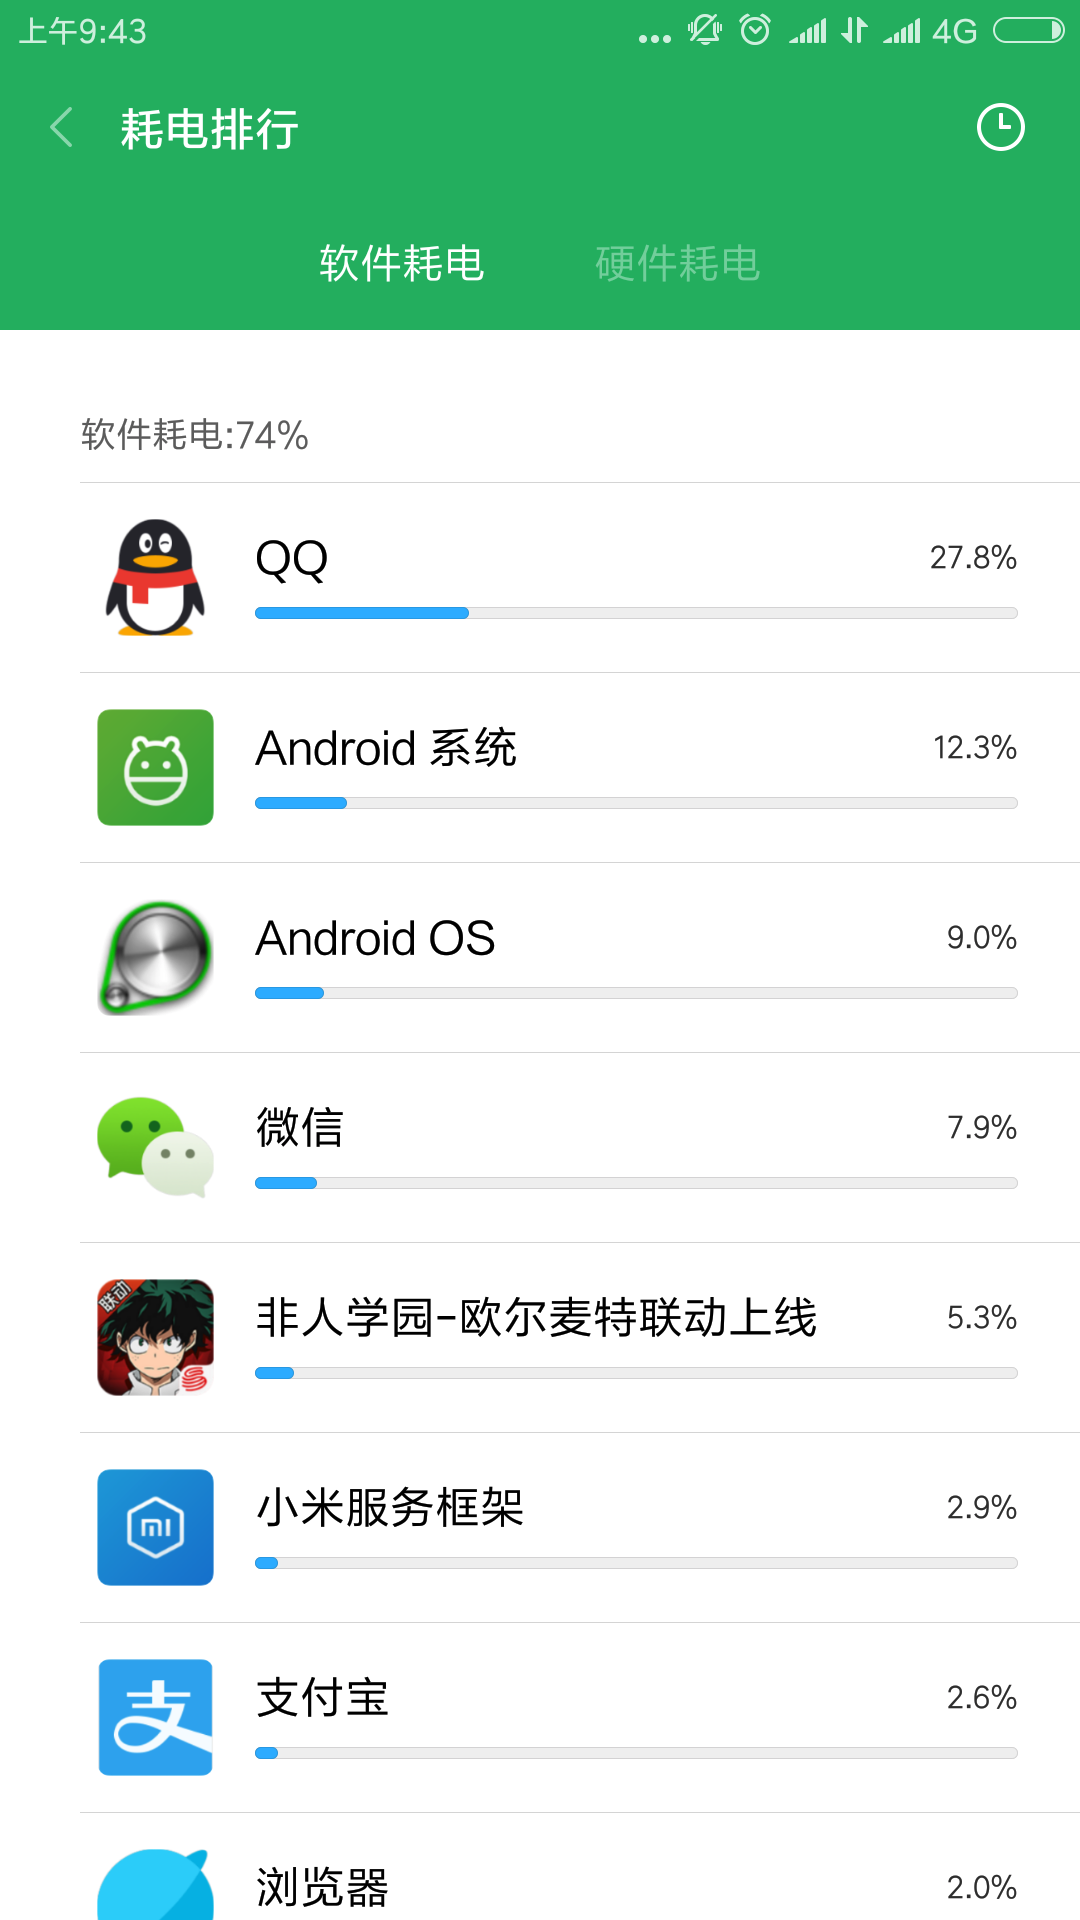 上午9:43
4G
耗电排行
软件耗电 硬件耗电
软件耗电:74%
QQ 27.8%
Android 系统 12.3%
Android OS 9.0%
微信 7.9%
联动
非人学园-欧尔麦特联动上线 5.3%
小米服务框架 2.9%
支
支付宝 2.6%
浏览器 2.0%